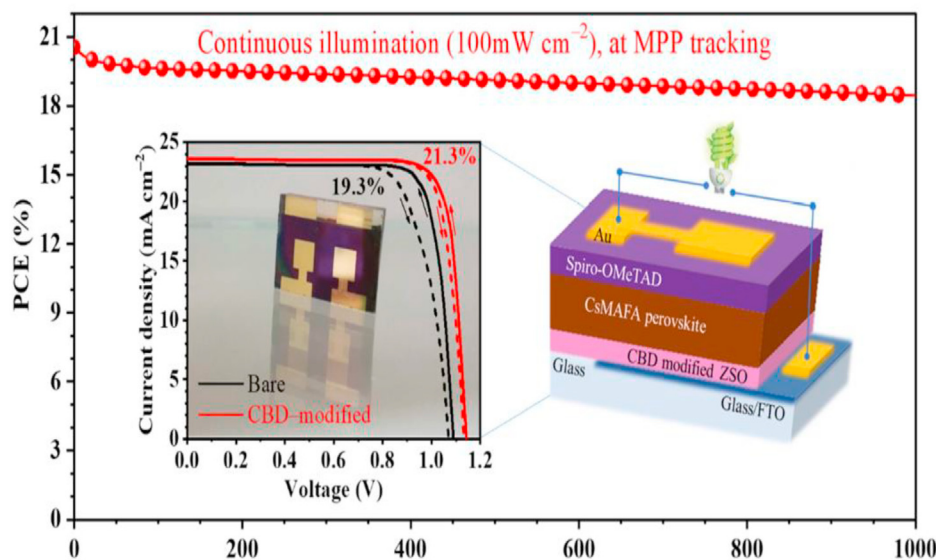 21
18
15
12
9
6
3
0
PCE (%)
Continuous illumination (100mW cm⁻²), at MPP tracking
25
20
15
10
5
0
Current density (mA cm⁻²)
21.3%
19.3%
Bare
CBD–modified
0.0 0.2 0.4 0.6 0.8 1.0 1.2
Voltage (V)
Au
Spiro-OMeTAD
CsMAFA perovskite
CBD modified ZSO
Glass
Glass/FTO
0 200 400 600 800 1000